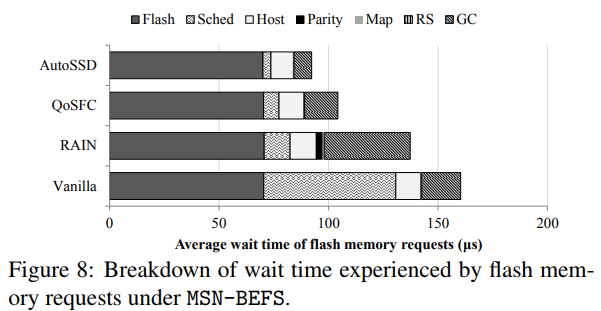 Flash Sched Host Parity Map RS GC
AutoSSD
QoSFC
RAIN
Vanilla
0 50 100 150 200
Average wait time of flash memory requests (μs)
Figure 8: Breakdown of wait time experienced by flash mem-
ory requests under MSN-BEFS.